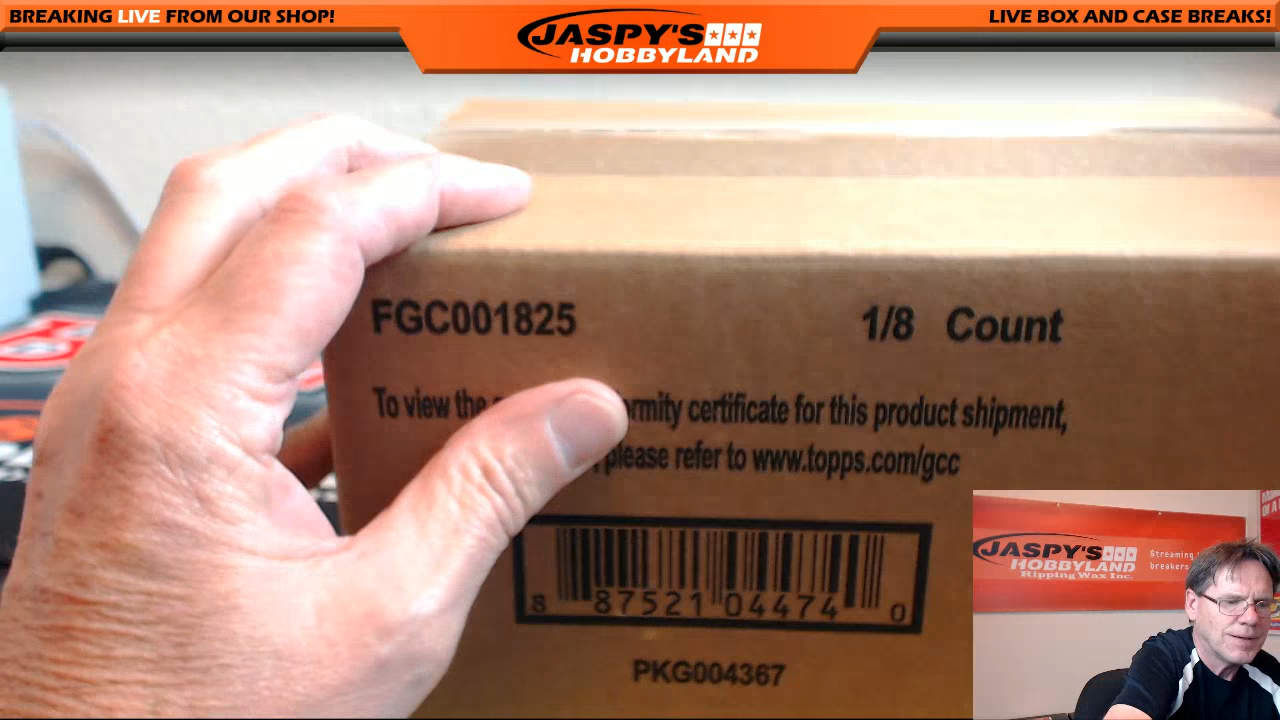 BREAKING LIVE FROM OUR SHOP!
JASPY'S
HOBBYLAND
LIVE BOX AND CASE BREAKS!
FGC001825
1/8 Count
To view the ormity certificate for this product shipment,
please refer to www.topps.com/gcc
8 87521 04474 0
PKG004367
JASPY'S
HOBBYLAND
Ripping Wax Inc.
Streaming
breakers